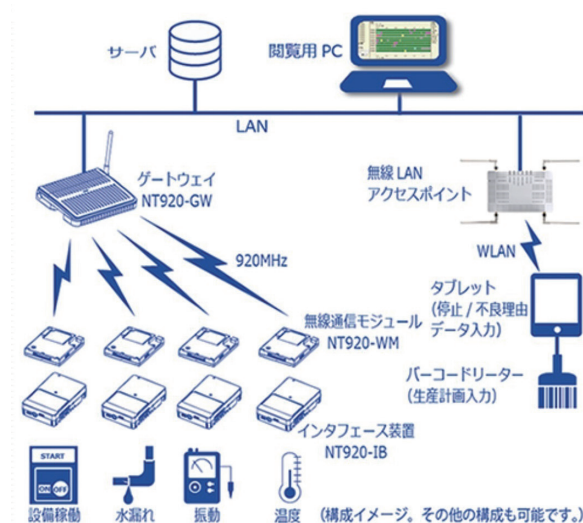 サーバ
閲覧用 PC
LAN
ゲートウェイ
NT920-GW
無線 LAN
アクセスポイント
920MHz
WLAN
無線通信モジュール
NT920-WM
タブレット
(停止 / 不良理由
データ入力)
バーコードリーダー
(生産計画入力)
インタフェース装置
NT920-IB
START
ON OFF
設備稼働
水漏れ
振動
温度
(構成イメージ。その他の構成も可能です。)